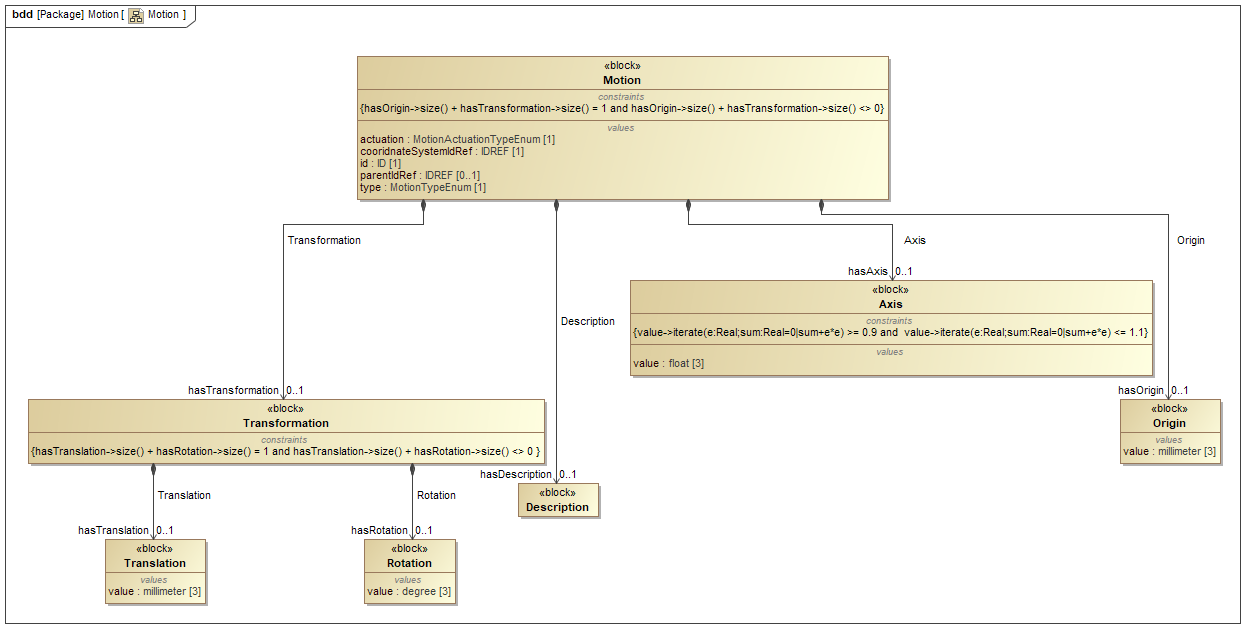 bdd [Package] Motion [ Motion ]
«block»
Motion
constraints
{hasOrigin->size() + hasTransformation->size() = 1 and hasOrigin->size() + hasTransformation->size() <> 0}
values
actuation : MotionActuationTypeEnum [1]
cooridnateSystemIdRef : IDREF [1]
id : ID [1]
parentIdRef : IDREF [0..1]
type : MotionTypeEnum [1]
Transformation
Axis
Origin
hasAxis 0..1
«block»
Axis
constraints
{value->iterate(e:Real;sum:Real=0|sum+e*e) >= 0.9 and  value->iterate(e:Real;sum:Real=0|sum+e*e) <= 1.1}
values
value : float [3]
Description
hasTransformation 0..1
«block»
Transformation
constraints
{hasTranslation->size() + hasRotation->size() = 1 and hasTranslation->size() + hasRotation->size() <> 0 }
hasOrigin 0..1
«block»
Origin
values
value : millimeter [3]
hasDescription 0..1
«block»
Description
Translation
Rotation
hasTranslation 0..1
«block»
Translation
values
value : millimeter [3]
hasRotation 0..1
«block»
Rotation
values
value : degree [3]